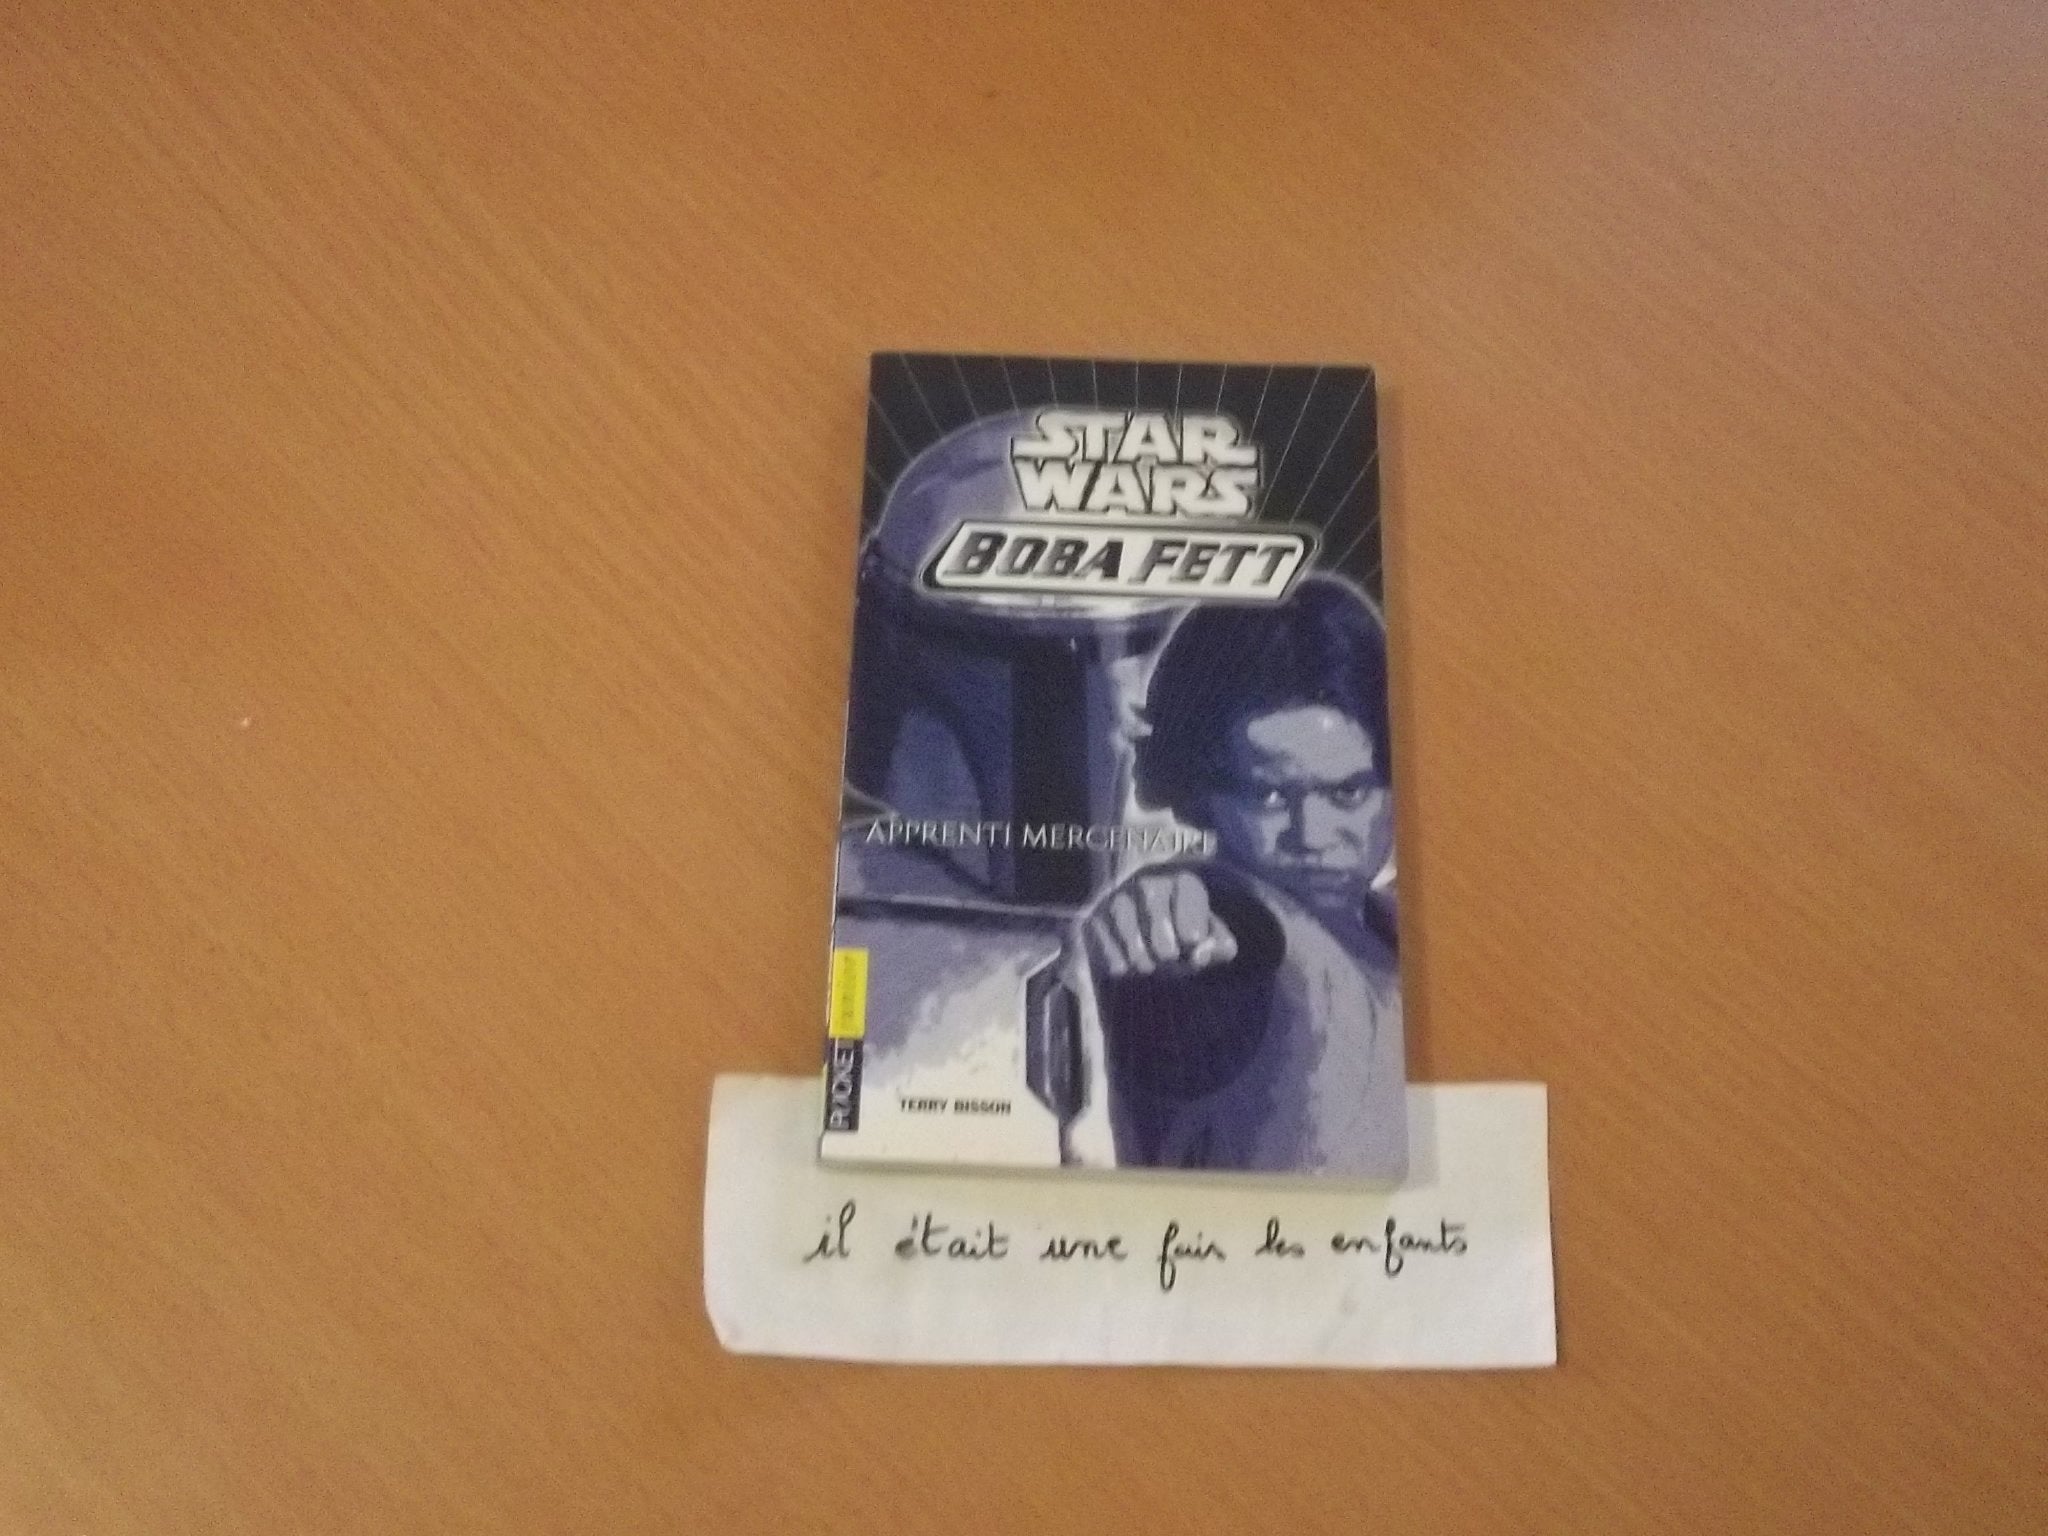 STAR
WARS
BOBA FETT
APPRENTI MERCENAIRE
POCKET
TERRY BISSON
il était une fois les enfants